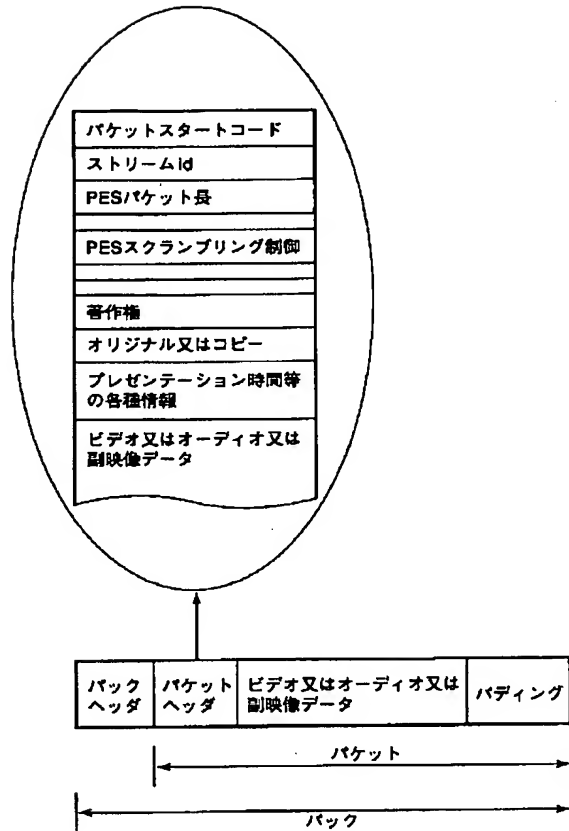 パケットスタートコード
ストリームid
PESパケット長
PESスクランブリング制御
著作権
オリジナル又はコピー
プレゼンテーション時間等
の各種情報
ビデオ又はオーディオ又は
副映像データ
パック
ヘッダ
パケット
ヘッダ
ビデオ又はオーディオ又は
副映像データ
パディング
パケット
パック